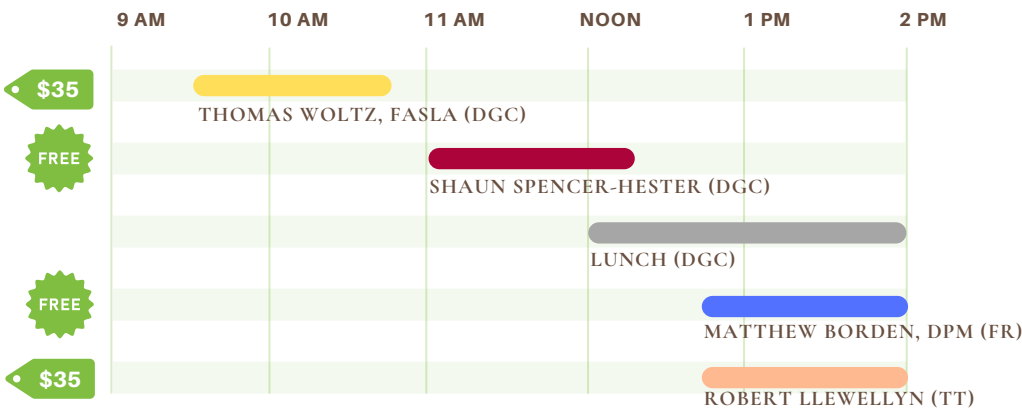 9 AM 10 AM 11 AM NOON 1 PM 2 PM
$35
THOMAS WOLTZ, FASLA (DGC)
FREE
SHAUN SPENCER-HESTER (DGC)
LUNCH (DGC)
FREE
MATTHEW BORDEN, DPM (FR)
$35
ROBERT LLEWELLYN (TT)